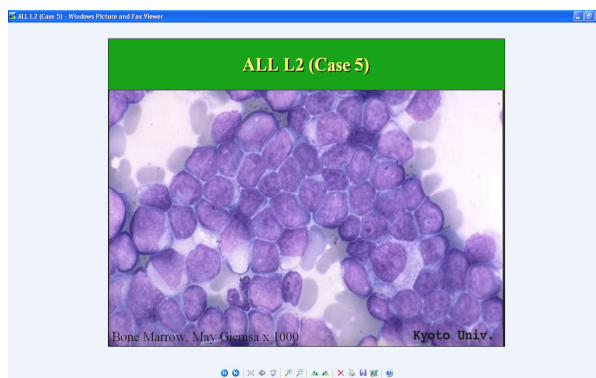 ALL L2 (Case 5) - Windows Picture and Fax Viewer
ALL L2 (Case 5)
Bone Marrow, May Giemsa x 1000
Kyoto Univ.